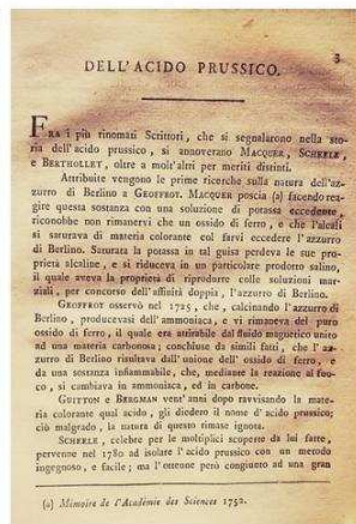 3
DELL'ACIDO PRUSSICO.
FRA i più rinomati Scrittori, che si segnalarono nella sto-
ria dell'acido prussico, si annoverano MACQUER, SCHEELE,
e BERTHOLLET, oltre a molt'altri per meriti distinti.
Attribuite vengono le prime ricerche sulla natura dell'az-
zurro di Berlino a GEOFFROY. MACQUER poscia (a) facendo rea-
gire questa sostanza con una soluzione di potassa eccedente,
riconobbe non rimanervi che un ossido di ferro, e che l'alcali
si saturava di materia colorante col farvi eccedere l'azzurro
di Berlino. Saturata la potassa in tal guisa perdeva le sue pro-
prietà alcaline, e si riduceva in un particolare prodotto salino,
il quale aveva la proprietà di riprodurre colle soluzioni mar-
ziali, per concorso dell'affinità doppia, l'azzurro di Berlino.
GEOFFROY osservò nel 1725, che, calcinando l'azzurro di
Berlino, producevasi dell'ammoniaca, e vi rimaneva del puro
ossido di ferro, il quale era attirabile dal fluido magnetico unito
ad una materia carbonosa; conchiuse da simili fatti, che l'az-
zurro di Berlino risultava dall'unione dell'ossido di ferro, e
da una sostanza infiammabile, che, mediante la reazione al fuo-
co, si cambiava in ammoniaca, ed in carbone.
GUITTON e BERGMAN vent'anni dopo ravvisando la mate-
ria colorante qual acido, gli diedero il nome d'acido prussico;
ciò malgrado, la natura di questo rimase ignota.
SCHEELE, celebre per le moltiplici scoperte da lui fatte,
pervenne nel 1780 ad isolare l'acido prussico con un metodo
ingegnoso, e facile; ma l'ottenne però congiunto ad una gran
(a) Mémoire de l'Académie des Sciences 1752.